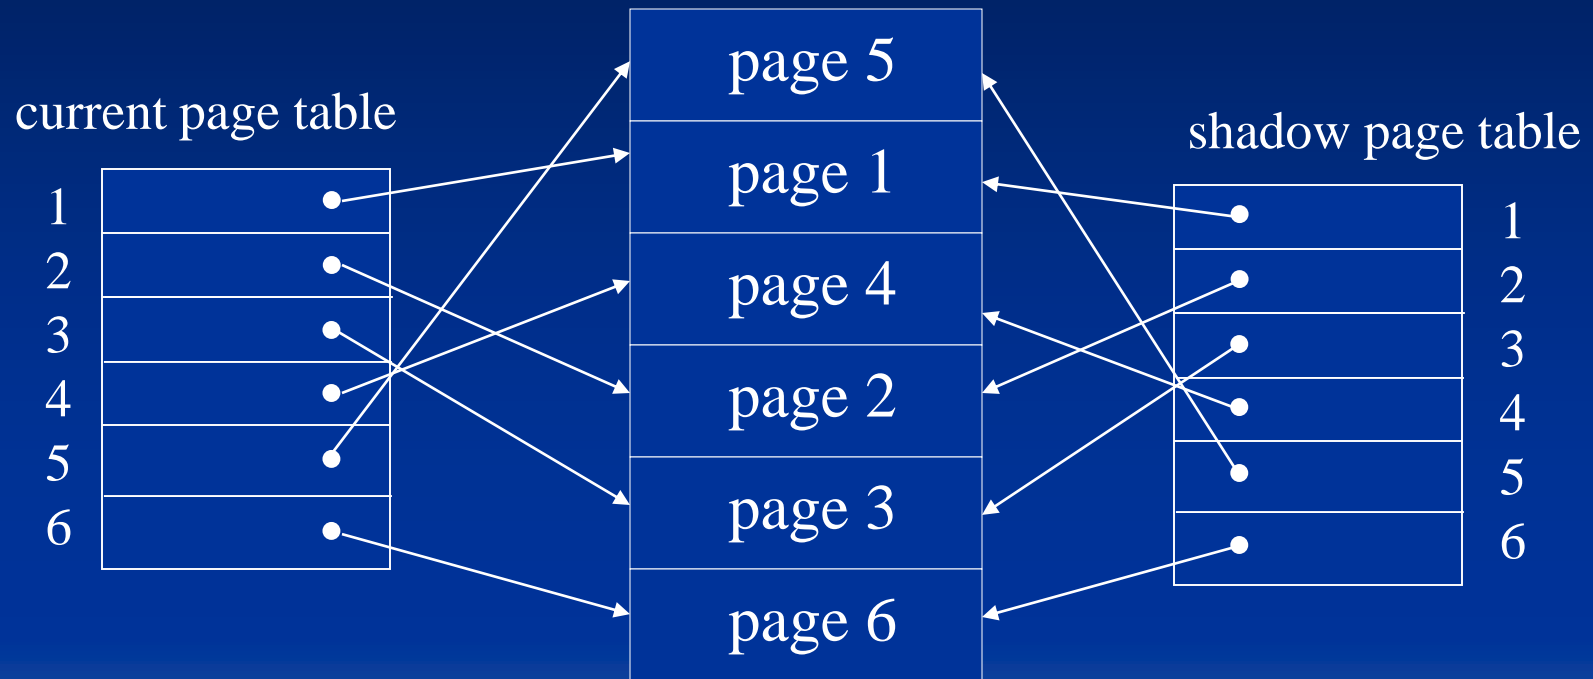 current page table
1
2
3
4
5
6
page 5
page 1
page 4
page 2
page 3
page 6
shadow page table
1
2
3
4
5
6